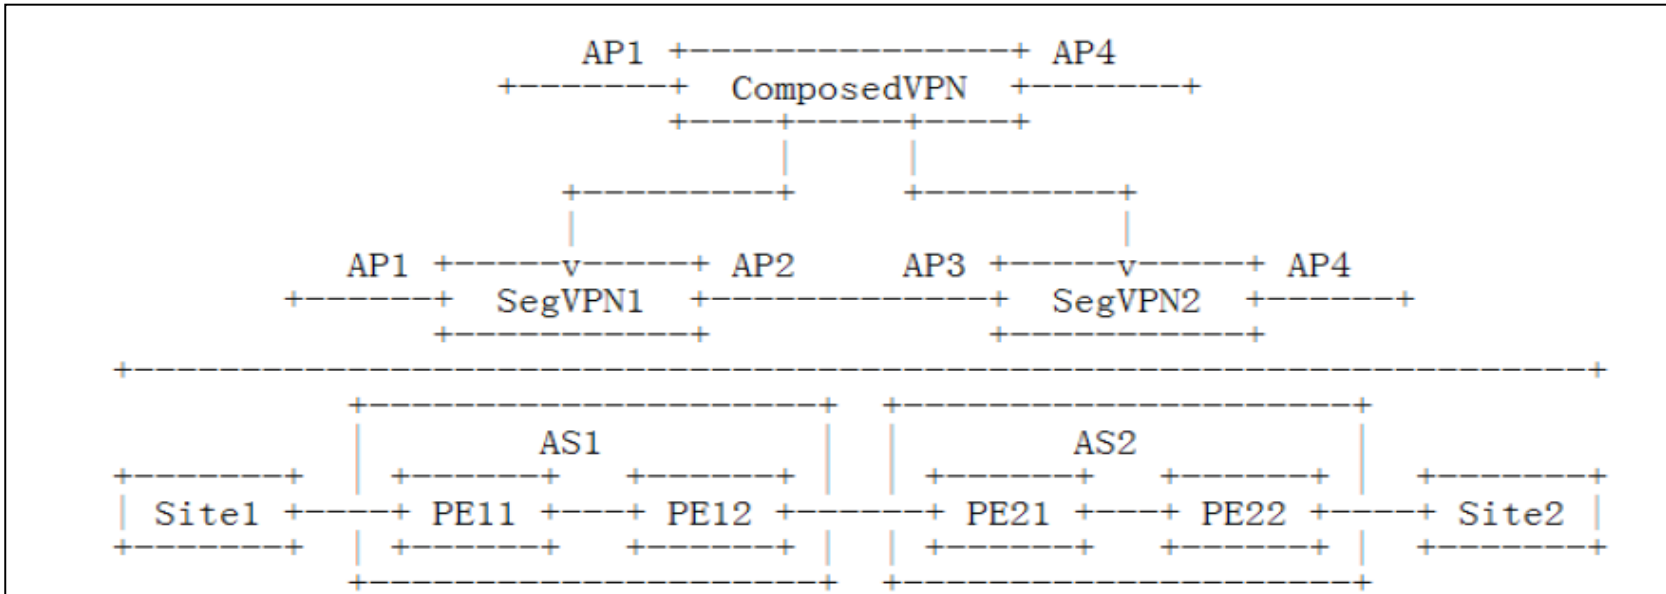 AP1 +---------------+ AP4
+-------+ ComposedVPN +-------+
+----+-----+----+
| |
+---------+ +---------+
| |
AP1 +-----v-----+ AP2 AP3 +-----v-----+ AP4
+------+ SegVPN1 +-------------+ SegVPN2 +------+
+-----------+ +-----------+
+--------------------------------------------------------------------+
+---------------------+ +---------------------+
| AS1 | | AS2 |
+-------+ | +------+ +------+ | | +------+ +------+ | +-------+
| Site1 +----+ PE11 +---+ PE12 +------+ PE21 +---+ PE22 +----+ Site2 |
+-------+ | +------+ +------+ | | +------+ +------+ | +-------+
+---------------------+ +---------------------+